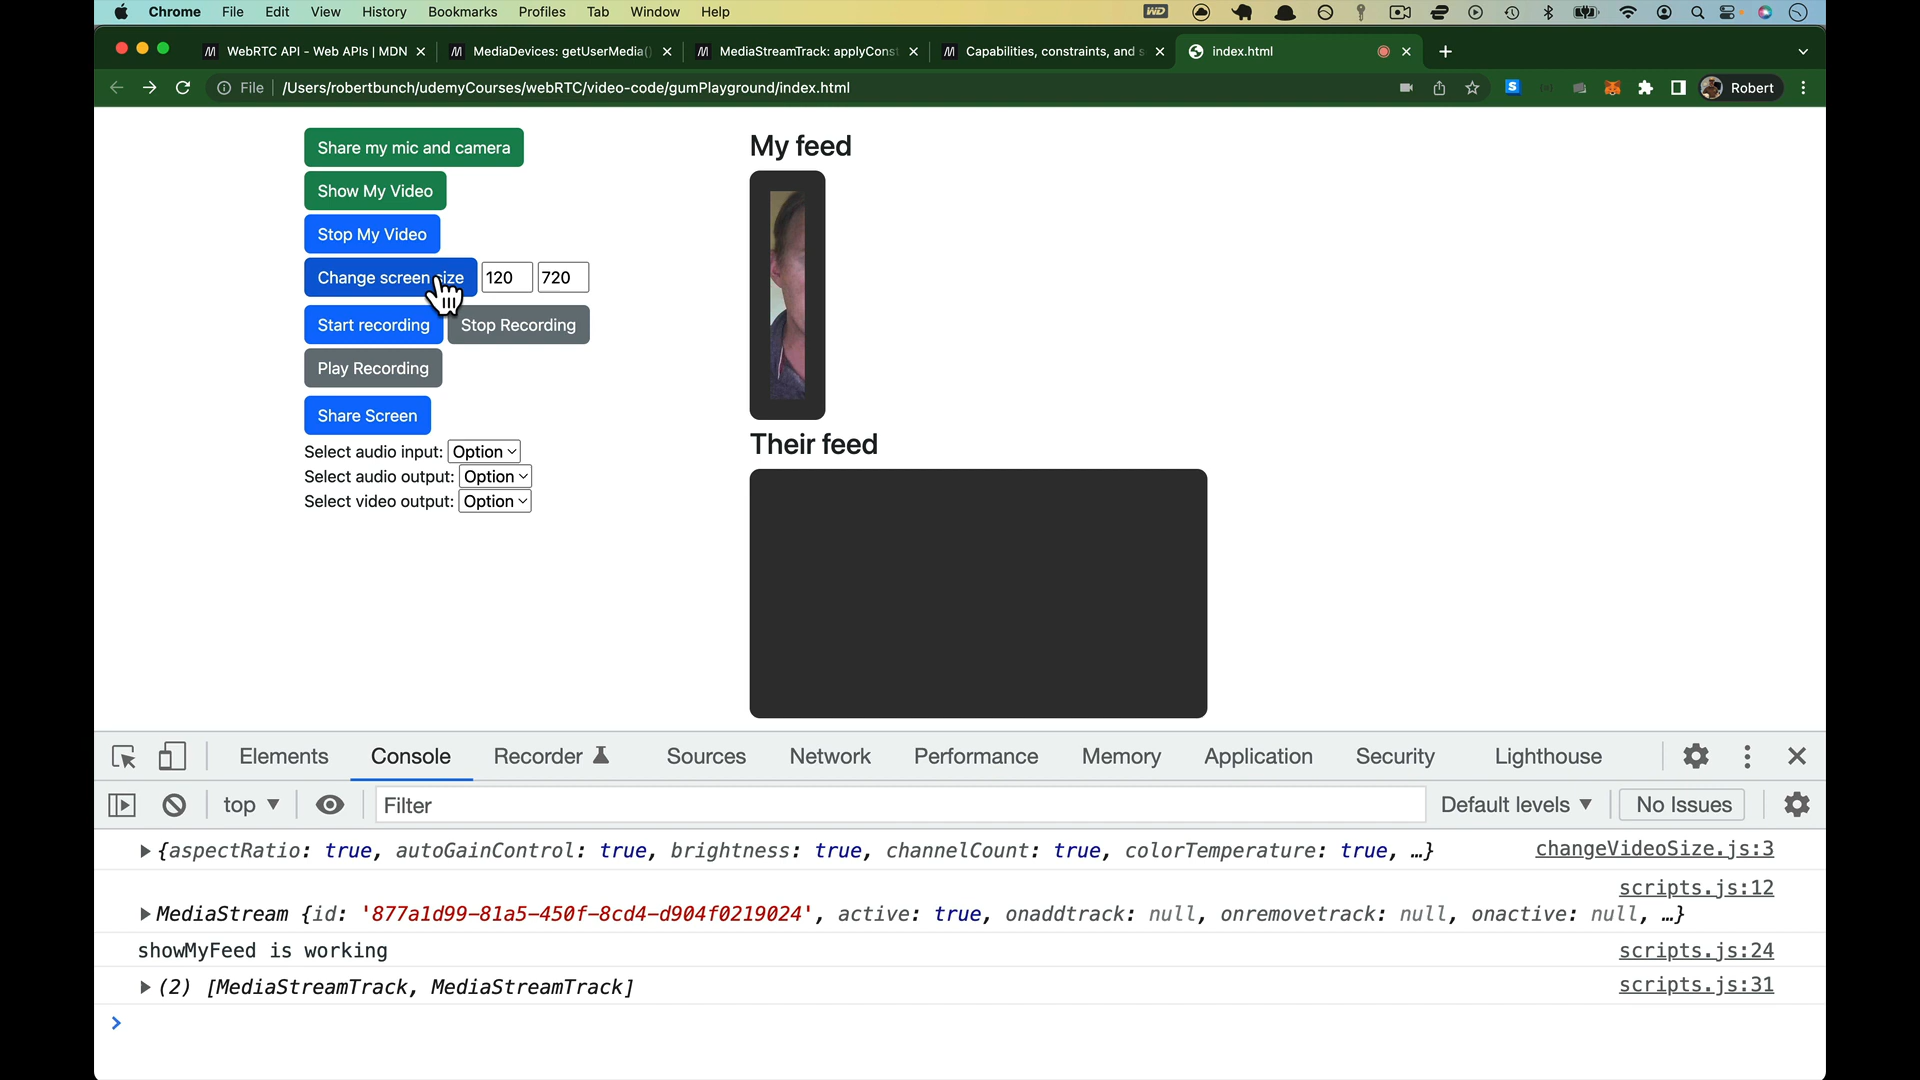 Chrome File Edit View History Bookmarks Profiles Tab Window Help
WebRTC API - Web APIs | MDN
MediaDevices: getUserMedia()
MediaStreamTrack: applyConst
Capabilities, constraints, and s
index.html
File /Users/robertbunch/udemyCourses/webRTC/video-code/gumPlayground/index.html
Robert
Share my mic and camera
Show My Video
Stop My Video
Change screen size 120 720
Start recording Stop Recording
Play Recording
Share Screen
Select audio input: Option
Select audio output: Option
Select video output: Option
My feed
Their feed
Elements Console Recorder Sources Network Performance Memory Application Security Lighthouse
top Filter Default levels No Issues
{aspectRatio: true, autoGainControl: true, brightness: true, channelCount: true, colorTemperature: true, …} changeVideoSize.js:3
scripts.js:12
MediaStream {id: '877a1d99-81a5-450f-8cd4-d904f0219024', active: true, onaddtrack: null, onremovetrack: null, onactive: null, …}
showMyFeed is working scripts.js:24
(2) [MediaStreamTrack, MediaStreamTrack] scripts.js:31